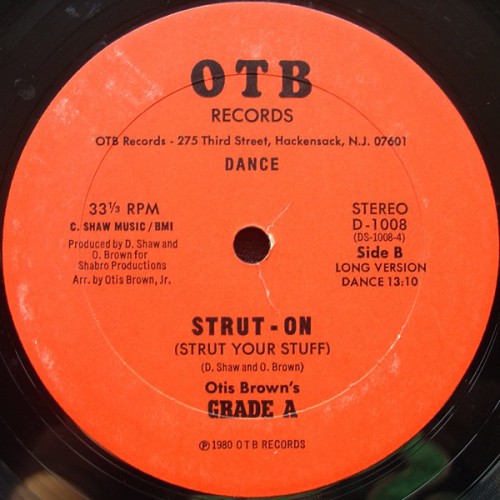 OTB
RECORDS
OTB Records - 275 Third Street, Hackensack, N.J. 07601
DANCE
33⅓ RPM
C. SHAW MUSIC / BMI
Produced by D. Shaw and
O. Brown for
Shabro Productions
Arr. by Otis Brown, Jr.
STEREO
D-1008
(DS-1008-4)
Side B
LONG VERSION
DANCE 13:10
STRUT - ON
(STRUT YOUR STUFF)
(D. Shaw and O. Brown)
Otis Brown's
GRADE A
℗ 1980 OTB RECORDS